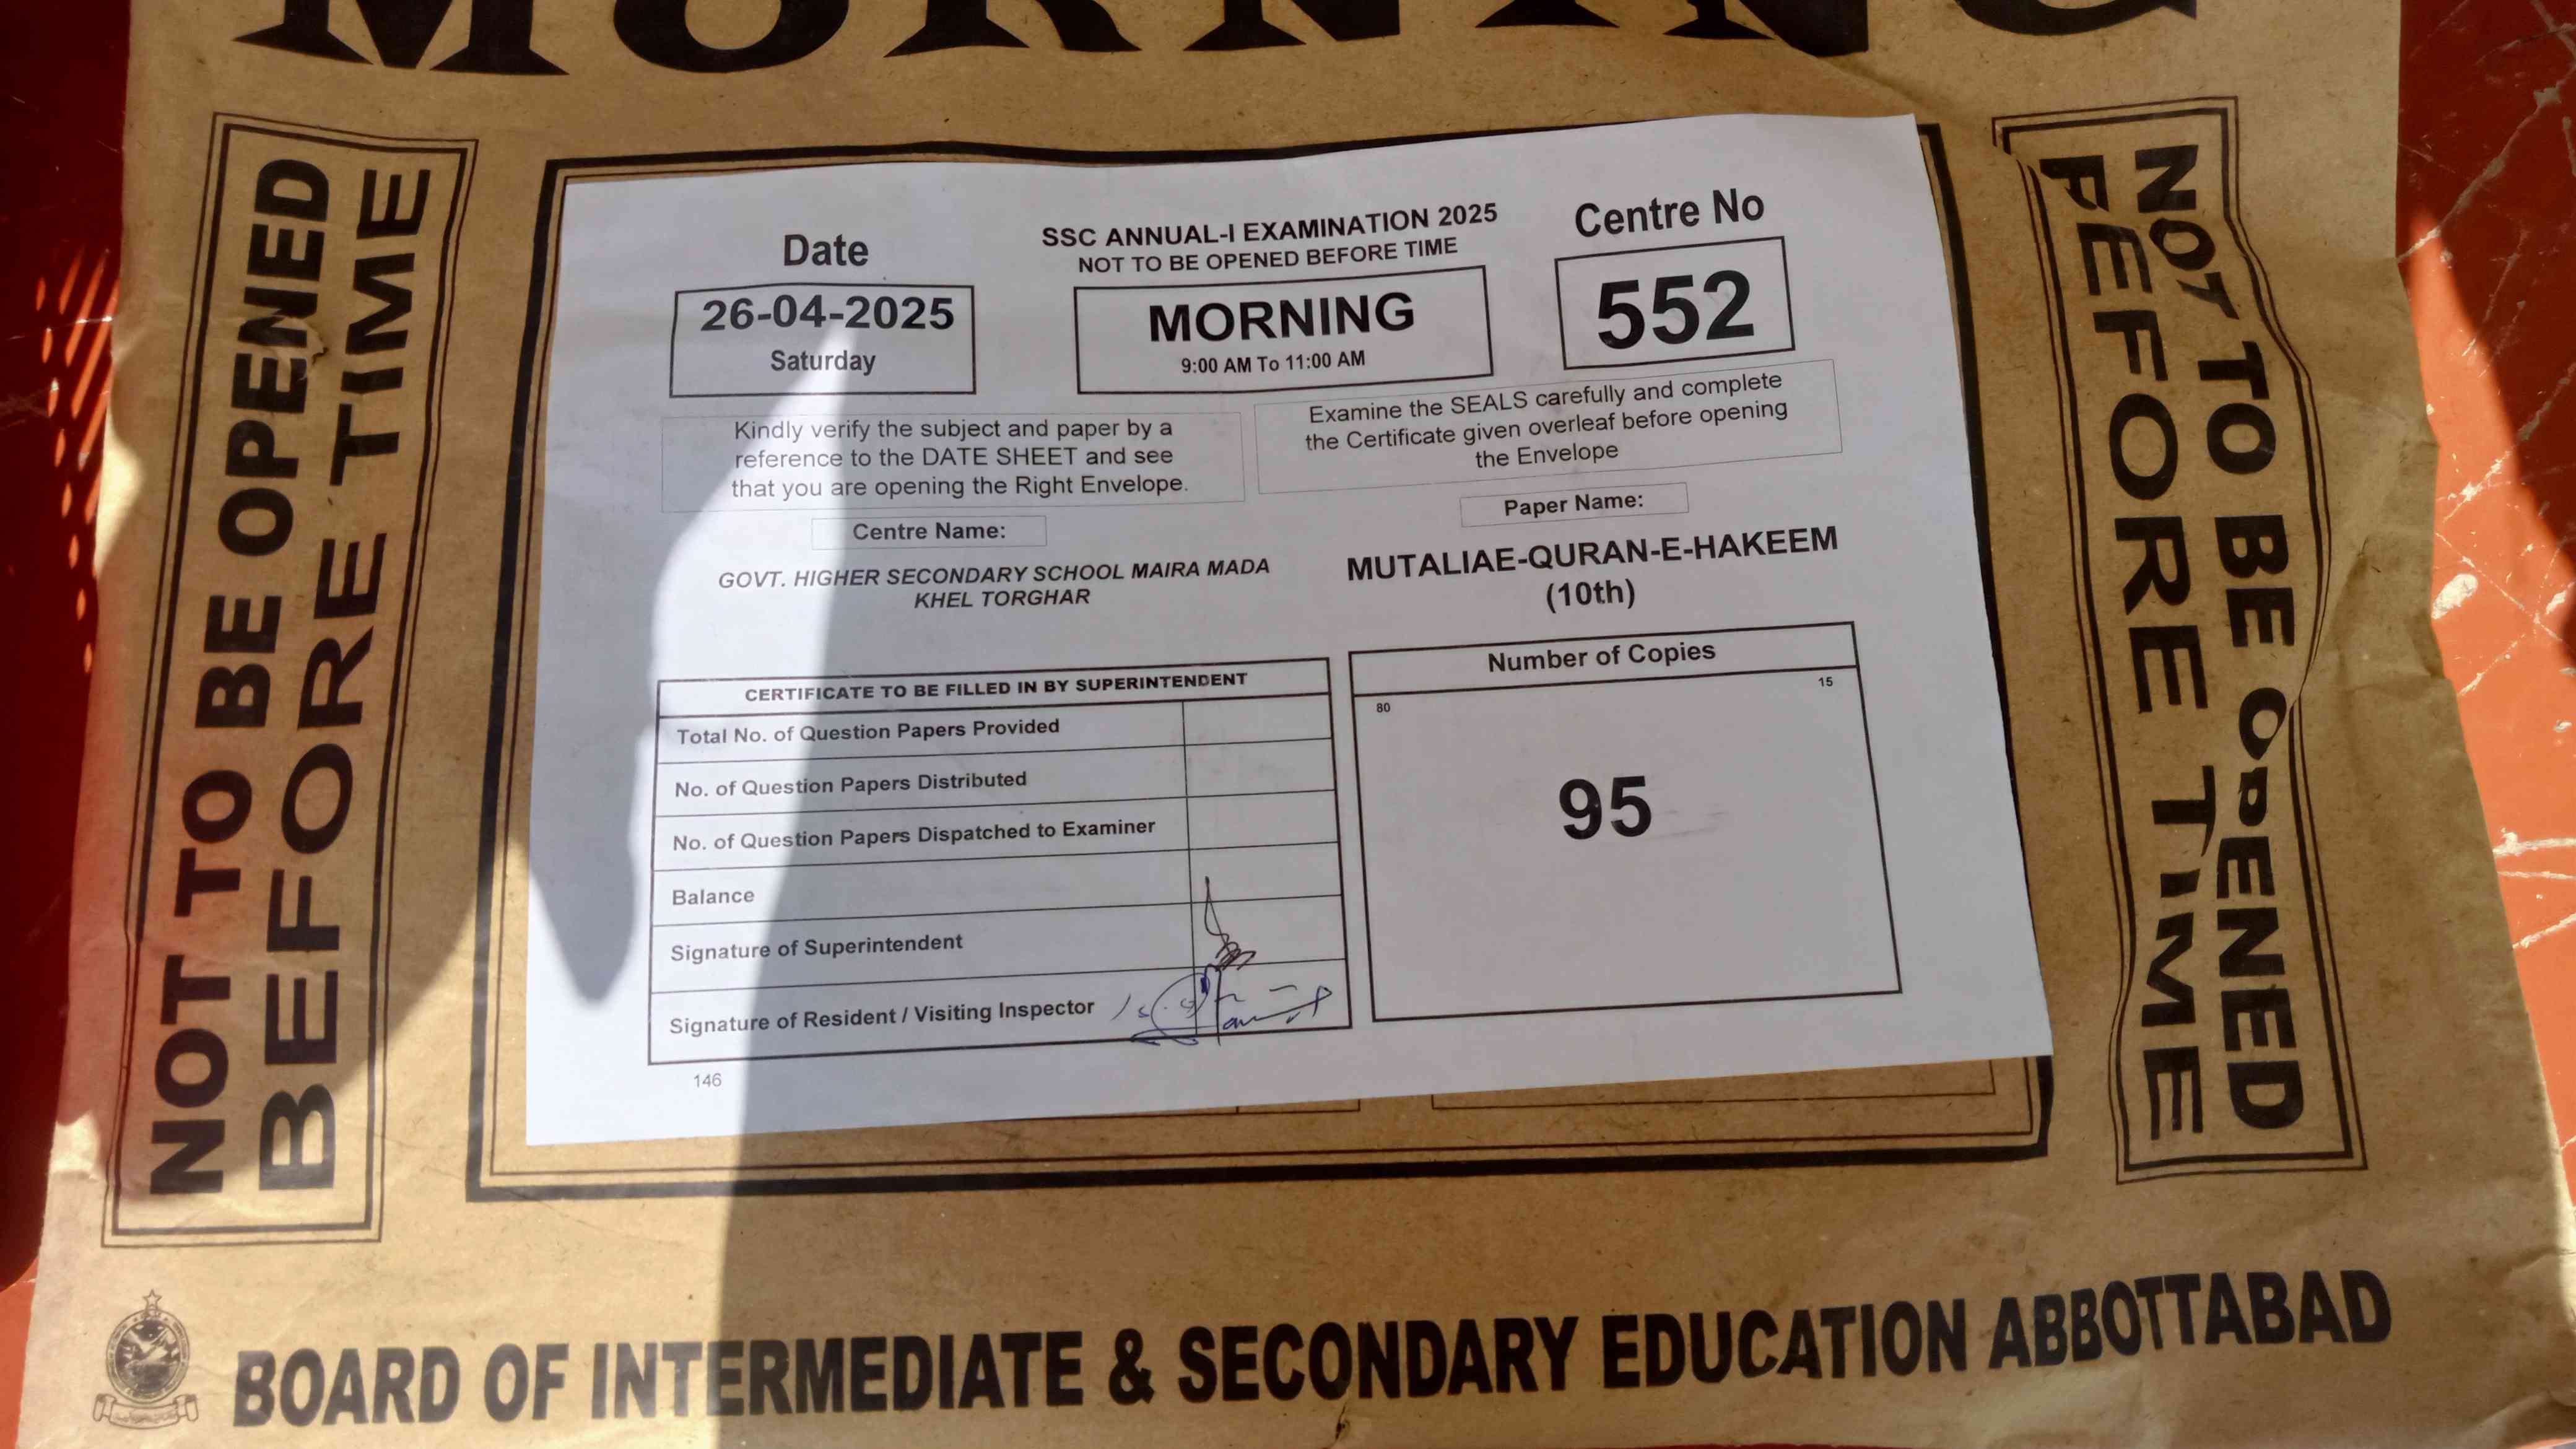 MORNING
NOT TO BE OPENED
BEFORE TIME
Date
26-04-2025
Saturday
SSC ANNUAL-I EXAMINATION 2025
NOT TO BE OPENED BEFORE TIME
MORNING
9:00 AM To 11:00 AM
Centre No
552
Kindly verify the subject and paper by a
reference to the DATE SHEET and see
that you are opening the Right Envelope.
Examine the SEALS carefully and complete
the Certificate given overleaf before opening
the Envelope
Centre Name:
GOVT. HIGHER SECONDARY SCHOOL MAIRA MADA
KHEL TORGHAR
Paper Name:
MUTALIAE-QURAN-E-HAKEEM
(10th)
CERTIFICATE TO BE FILLED IN BY SUPERINTENDENT
Total No. of Question Papers Provided
No. of Question Papers Distributed
No. of Question Papers Dispatched to Examiner
Balance
Signature of Superintendent
Signature of Resident / Visiting Inspector
146
Number of Copies
80
15
95
NOT TO BE OPENED
BEFORE TIME
BOARD OF INTERMEDIATE & SECONDARY EDUCATION ABBOTTABAD